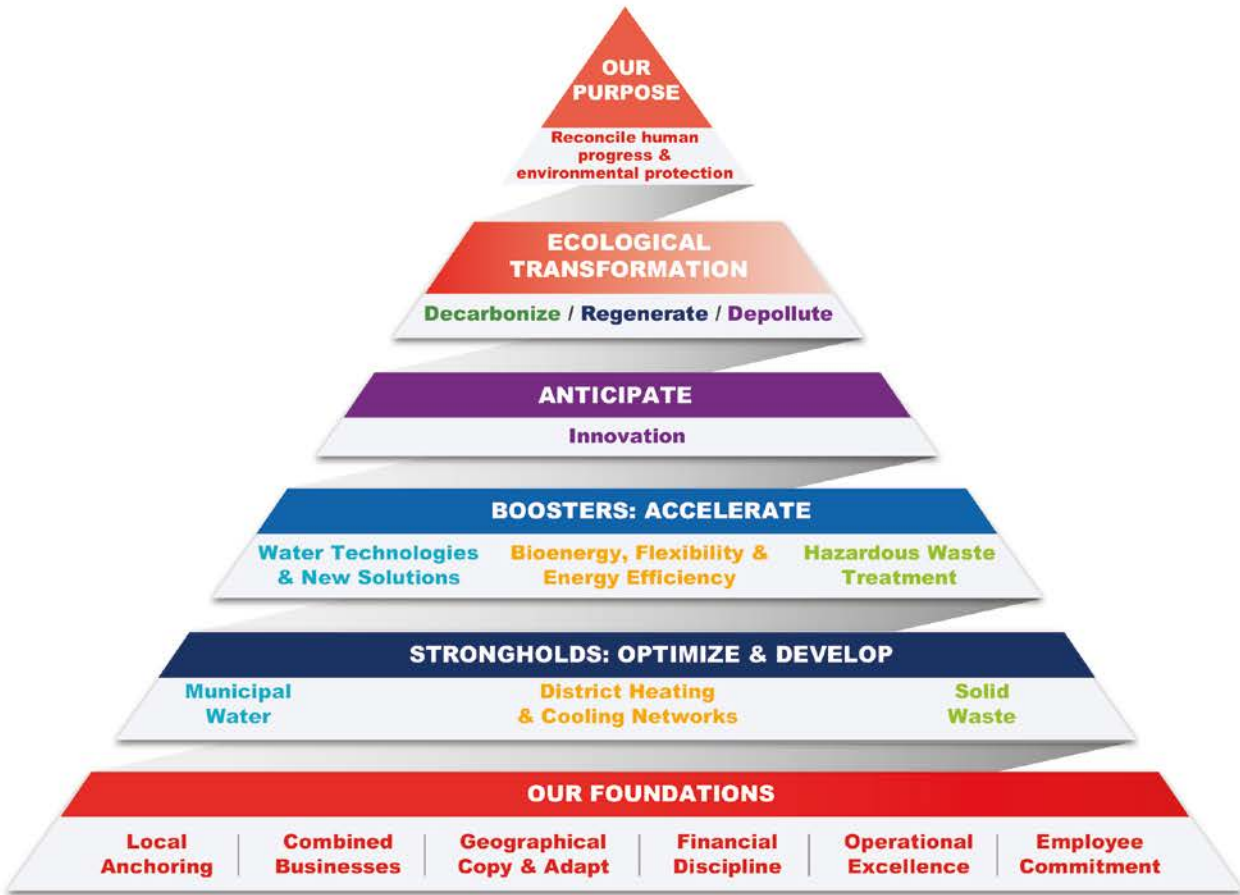 OUR
PURPOSE
Reconcile human
progress &
environmental protection
ECOLOGICAL
TRANSFORMATION
Decarbonize / Regenerate / Depollute
ANTICIPATE
Innovation
BOOSTERS: ACCELERATE
Water Technologies
& New Solutions
Bioenergy, Flexibility &
Energy Efficiency
Hazardous Waste
Treatment
STRONGHOLDS: OPTIMIZE & DEVELOP
Municipal
Water
District Heating
& Cooling Networks
Solid
Waste
OUR FOUNDATIONS
Local
Anchoring
Combined
Businesses
Geographical
Copy & Adapt
Financial
Discipline
Operational
Excellence
Employee
Commitment